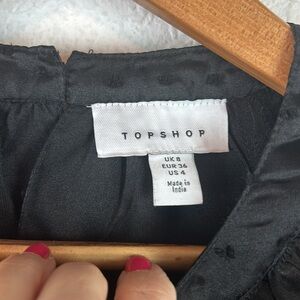 TOPSHOP
UK 8
EUR 36
US 4
Made in
India